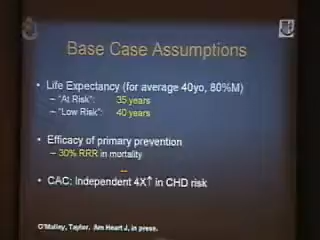 Base Case Assumptions
• Life Expectancy (for average 40yo, 80%M)
– "At Risk": 35 years
– "Low Risk": 40 years
• Efficacy of primary prevention
– 30% RRR in mortality
• CAC: Independent 4X↑ in CHD risk
O'Malley, Taylor. Am Heart J, in press.